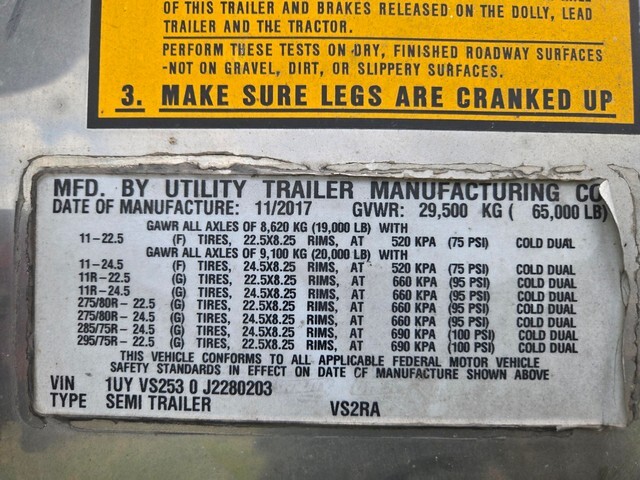 OF THIS TRAILER AND BRAKES RELEASED ON THE DOLLY, LEAD
TRAILER AND THE TRACTOR.
PERFORM THESE TESTS ON DRY, FINISHED ROADWAY SURFACES
-NOT ON GRAVEL, DIRT, OR SLIPPERY SURFACES.
3. MAKE SURE LEGS ARE CRANKED UP
MFD. BY UTILITY TRAILER MANUFACTURING CO
DATE OF MANUFACTURE: 11/2017 GVWR: 29,500 KG ( 65,000 LB)
GAWR ALL AXLES OF 8,620 KG (19,000 LB) WITH
11-22.5 (F) TIRES, 22.5X8.25 RIMS, AT 520 KPA (75 PSI) COLD DUAL
GAWR ALL AXLES OF 9,100 KG (20,000 LB) WITH
11-24.5 (F) TIRES, 24.5X8.25 RIMS, AT 520 KPA (75 PSI) COLD DUAL
11R-22.5 (G) TIRES, 22.5X8.25 RIMS, AT 660 KPA (95 PSI) COLD DUAL
11R-24.5 (G) TIRES, 24.5X8.25 RIMS, AT 660 KPA (95 PSI) COLD DUAL
275/80R-22.5 (G) TIRES, 22.5X8.25 RIMS, AT 660 KPA (95 PSI) COLD DUAL
275/80R-24.5 (G) TIRES, 24.5X8.25 RIMS, AT 660 KPA (95 PSI) COLD DUAL
285/75R-24.5 (G) TIRES, 24.5X8.25 RIMS, AT 690 KPA (100 PSI) COLD DUAL
295/75R-22.5 (G) TIRES, 22.5X8.25 RIMS, AT 690 KPA (100 PSI) COLD DUAL
THIS VEHICLE CONFORMS TO ALL APPLICABLE FEDERAL MOTOR VEHICLE
SAFETY STANDARDS IN EFFECT ON DATE OF MANUFACTURE SHOWN ABOVE
VIN 1UY VS253 0 J2280203
TYPE SEMI TRAILER VS2RA